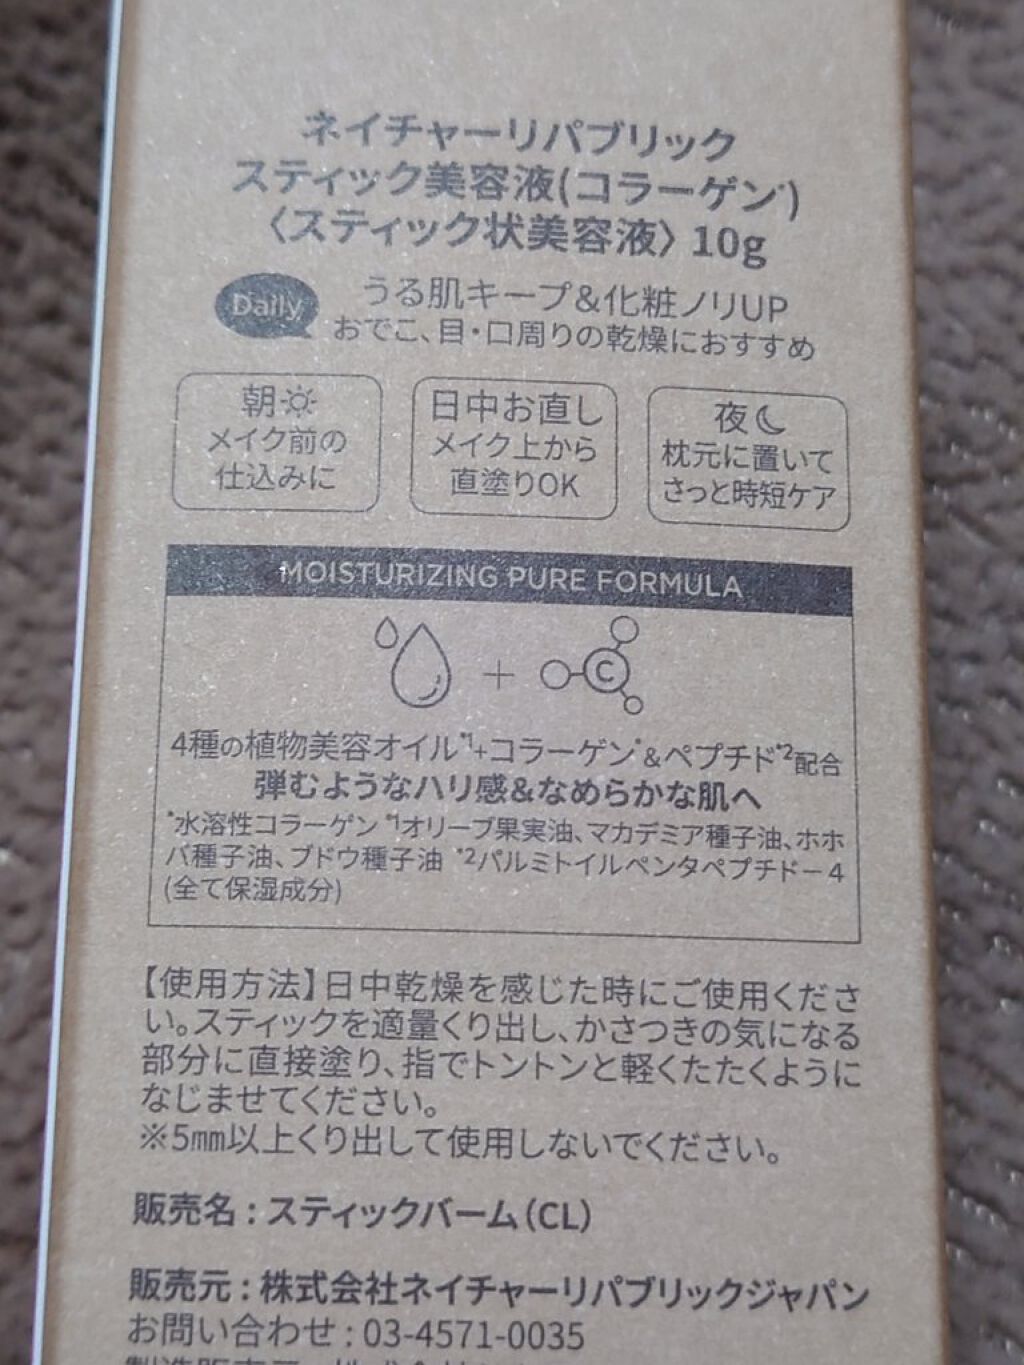 ネイチャーリパブリック
スティック美容液(コラーゲン*)
〈スティック状美容液〉10g
Daily
うる肌キープ&化粧ノリUP
おでこ、目・口周りの乾燥におすすめ
朝
メイク前の
仕込みに
日中お直し
メイク上から
直塗りOK
夜
枕元に置いて
さっと時短ケア
MOISTURIZING PURE FORMULA
+ C
4種の植物美容オイル*1+コラーゲン*&ペプチド*2配合
弾むようなハリ感&なめらかな肌へ
*水溶性コラーゲン *1オリーブ果実油、マカデミア種子油、ホホ
バ種子油、ブドウ種子油 *2パルミトイルペンタペプチドー4
(全て保湿成分)
【使用方法】日中乾燥を感じた時にご使用くださ
い。スティックを適量くり出し、かさつきの気になる
部分に直接塗り、指でトントンと軽くたたくように
なじませてください。
※5mm以上くり出して使用しないでください。
販売名:スティックバーム(CL)
販売元:株式会社ネイチャーリパブリックジャパン
お問い合わせ:03-4571-0035